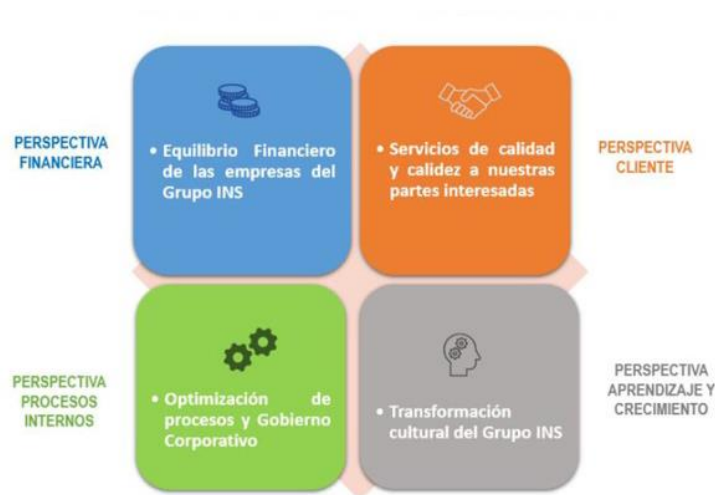 PERSPECTIVA
FINANCIERA
• Equilibrio Financiero
de las empresas del
Grupo INS
• Servicios de calidad
y calidez a nuestras
partes interesadas
PERSPECTIVA
CLIENTE
PERSPECTIVA
PROCESOS
INTERNOS
• Optimización de
procesos y Gobierno
Corporativo
• Transformación
cultural del Grupo INS
PERSPECTIVA
APRENDIZAJE Y
CRECIMIENTO